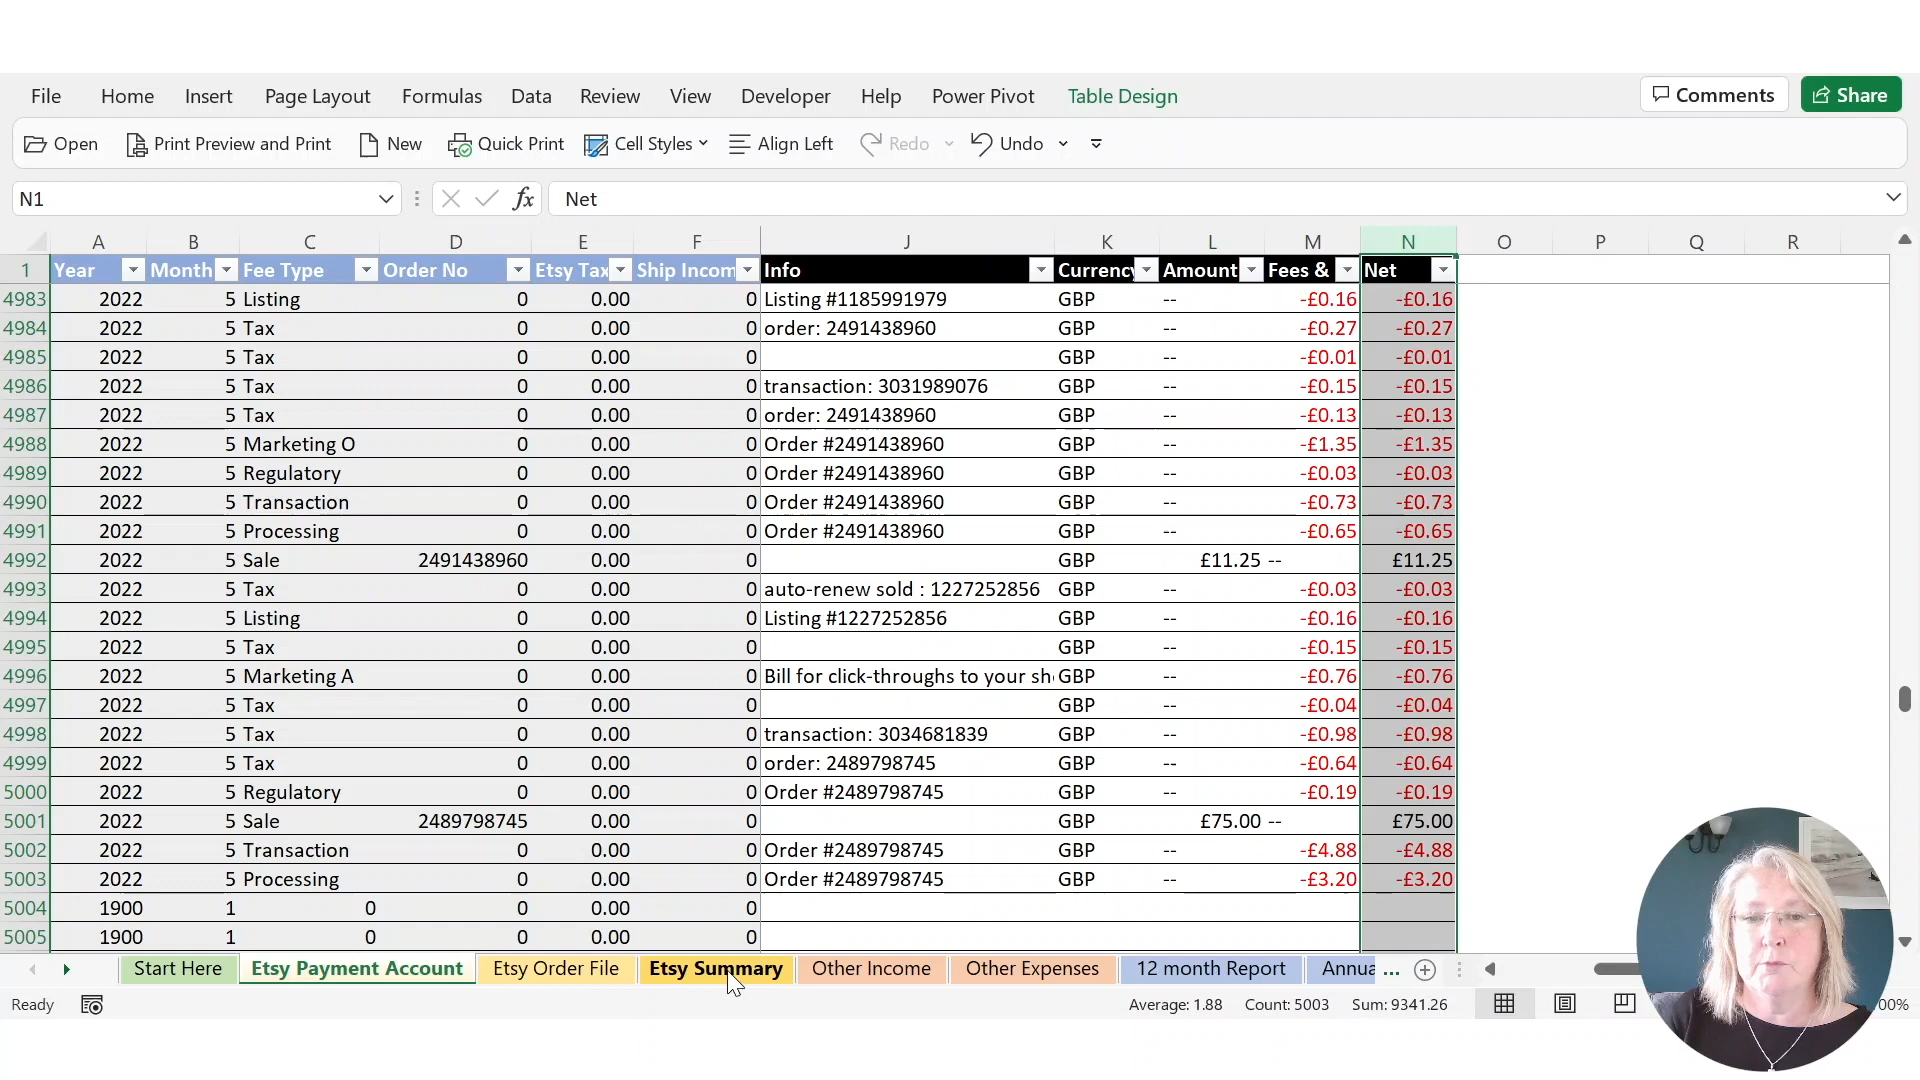 File Home Insert Page Layout Formulas Data Review View Developer Help Power Pivot Table Design Comments Share
Open Print Preview and Print New Quick Print Cell Styles Align Left Redo Undo
N1 fx Net
A B C D E F J K L M N O P Q R
1 Year Month Fee Type Order No Etsy Tax Ship Incom Info Currency Amount Fees & Net
4983 2022 5 Listing 0 0.00 0 Listing #1185991979 GBP -- -£0.16 -£0.16
4984 2022 5 Tax 0 0.00 0 order: 2491438960 GBP -- -£0.27 -£0.27
4985 2022 5 Tax 0 0.00 0 GBP -- -£0.01 -£0.01
4986 2022 5 Tax 0 0.00 0 transaction: 3031989076 GBP -- -£0.15 -£0.15
4987 2022 5 Tax 0 0.00 0 order: 2491438960 GBP -- -£0.13 -£0.13
4988 2022 5 Marketing O 0 0.00 0 Order #2491438960 GBP -- -£1.35 -£1.35
4989 2022 5 Regulatory 0 0.00 0 Order #2491438960 GBP -- -£0.03 -£0.03
4990 2022 5 Transaction 0 0.00 0 Order #2491438960 GBP -- -£0.73 -£0.73
4991 2022 5 Processing 0 0.00 0 Order #2491438960 GBP -- -£0.65 -£0.65
4992 2022 5 Sale 2491438960 0.00 0 GBP £11.25 -- £11.25
4993 2022 5 Tax 0 0.00 0 auto-renew sold : 1227252856 GBP -- -£0.03 -£0.03
4994 2022 5 Listing 0 0.00 0 Listing #1227252856 GBP -- -£0.16 -£0.16
4995 2022 5 Tax 0 0.00 0 GBP -- -£0.15 -£0.15
4996 2022 5 Marketing A 0 0.00 0 Bill for click-throughs to your sh GBP -- -£0.76 -£0.76
4997 2022 5 Tax 0 0.00 0 GBP -- -£0.04 -£0.04
4998 2022 5 Tax 0 0.00 0 transaction: 3034681839 GBP -- -£0.98 -£0.98
4999 2022 5 Tax 0 0.00 0 order: 2489798745 GBP -- -£0.64 -£0.64
5000 2022 5 Regulatory 0 0.00 0 Order #2489798745 GBP -- -£0.19 -£0.19
5001 2022 5 Sale 2489798745 0.00 0 GBP £75.00 -- £75.00
5002 2022 5 Transaction 0 0.00 0 Order #2489798745 GBP -- -£4.88 -£4.88
5003 2022 5 Processing 0 0.00 0 Order #2489798745 GBP -- -£3.20 -£3.20
5004 1900 1 0 0 0.00 0
5005 1900 1 0 0 0.00 0
Start Here Etsy Payment Account Etsy Order File Etsy Summary Other Income Other Expenses 12 month Report Annua ...
Ready Average: 1.88 Count: 5003 Sum: 9341.26 00%